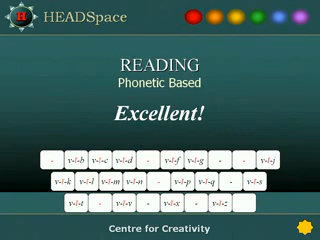 H HEADSpace
READING
Phonetic Based
Excellent!
- v-I-b v-I-c v-I-d - v-I-f v-I-g - - v-I-j
v-I-k v-I-l v-I-m v-I-n - v-I-p v-I-q - v-I-s
v-I-t - v-I-v - v-I-x - v-I-z
Centre for Creativity